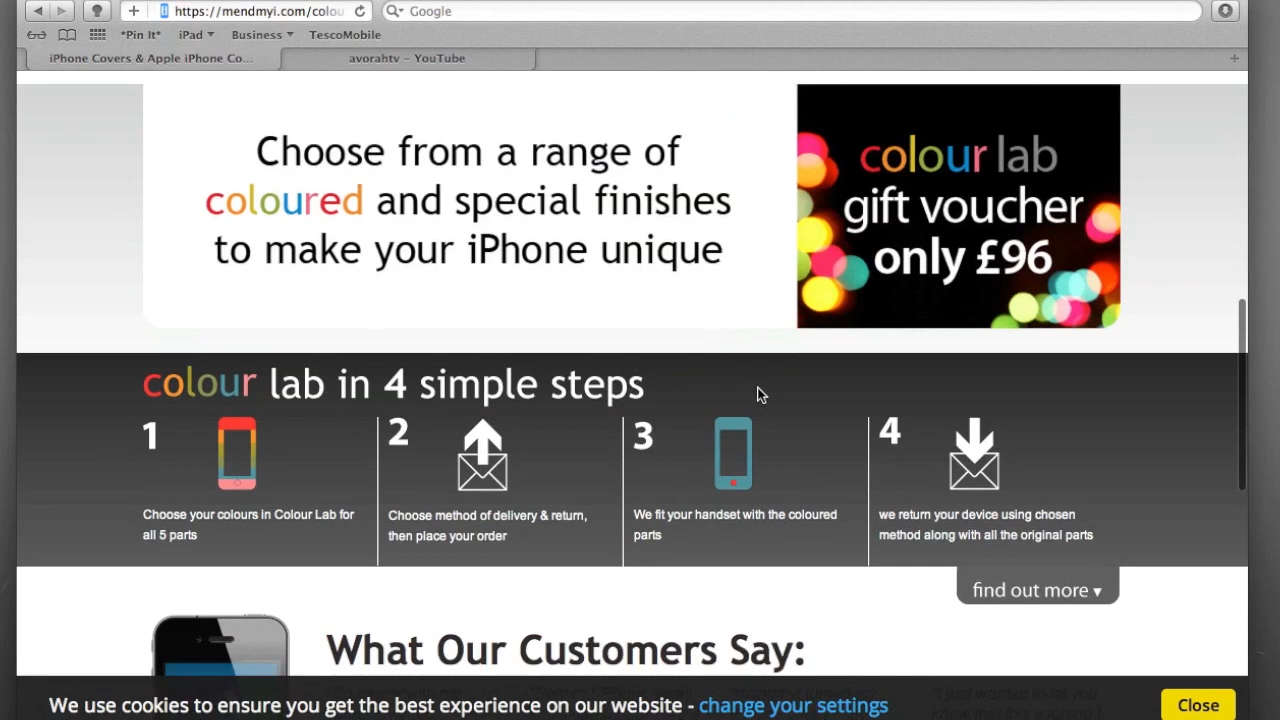 https://mendmyi.com/colou
Google
*Pin It*
iPad
Business
TescoMobile
iPhone Covers & Apple iPhone Co...
avorahtv – YouTube
Choose from a range of
coloured and special finishes
to make your iPhone unique
colour lab
gift voucher
only £96
colour lab in 4 simple steps
1
Choose your colours in Colour Lab for
all 5 parts
2
Choose method of delivery & return,
then place your order
3
We fit your handset with the coloured
parts
4
we return your device using chosen
method along with all the original parts
find out more ▾
What Our Customers Say:
"I just wanted to let you
We use cookies to ensure you get the best experience on our website - change your settings
Close